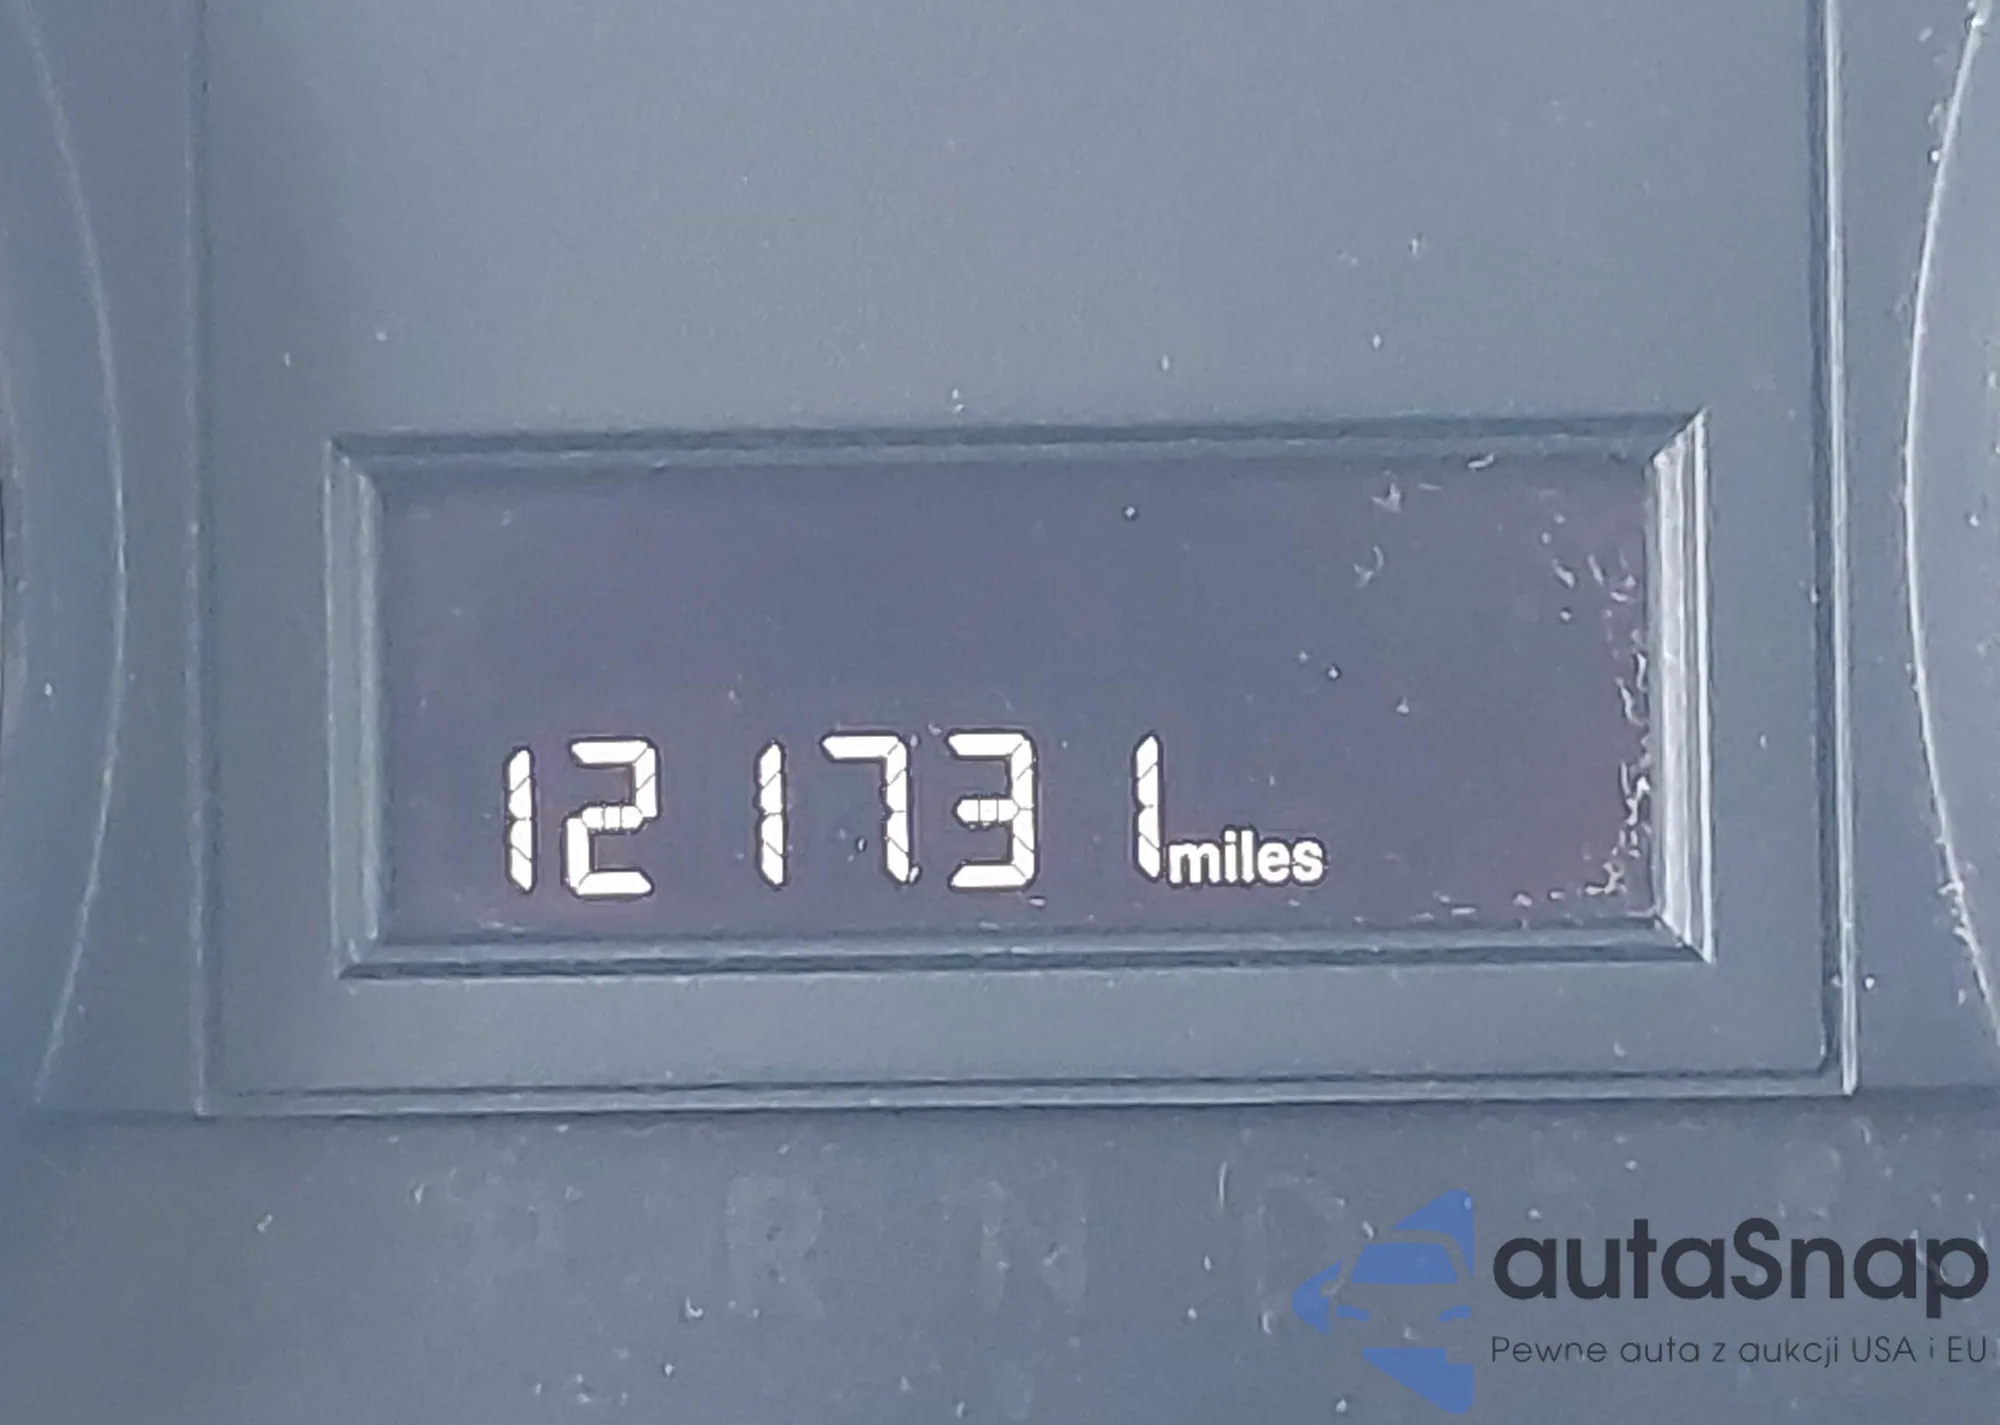 121731 miles
autaSnap
Pewne auta z aukcji USA i EU